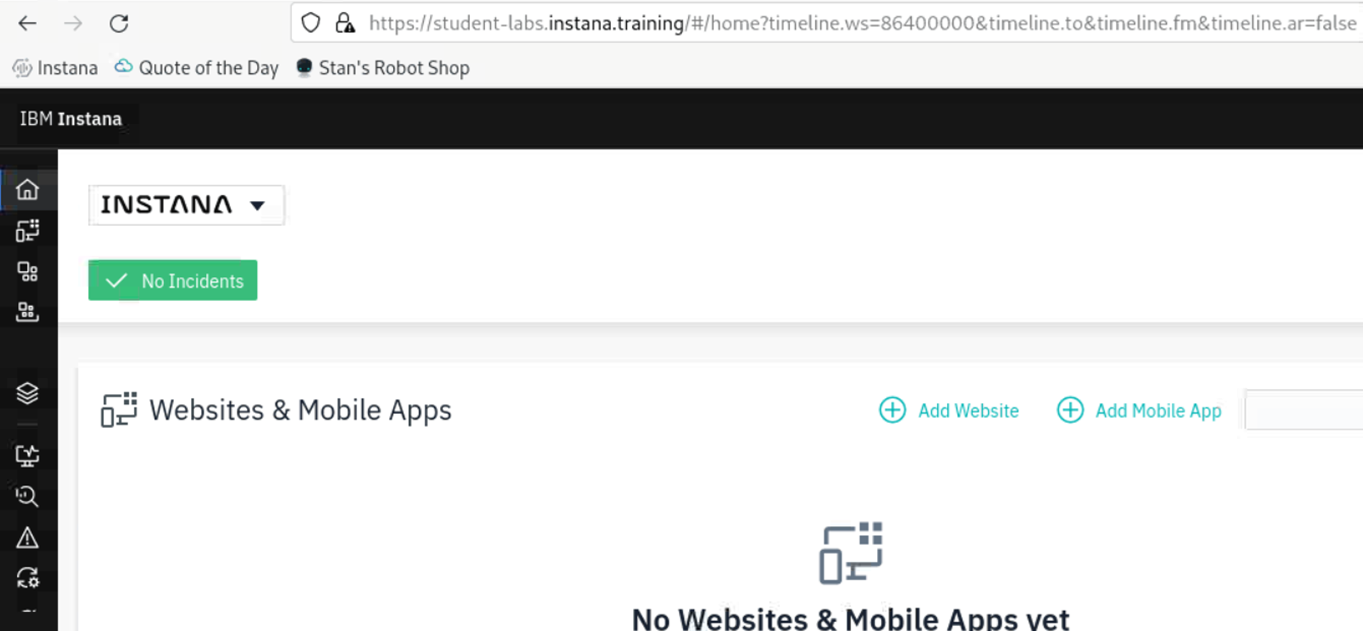 https://student-labs.instana.training/#/home?timeline.ws=86400000&timeline.to&timeline.fm&timeline.ar=false
Instana Quote of the Day Stan's Robot Shop
IBM Instana
INSTANA
No Incidents
Websites & Mobile Apps Add Website Add Mobile App
No Websites & Mobile Apps yet